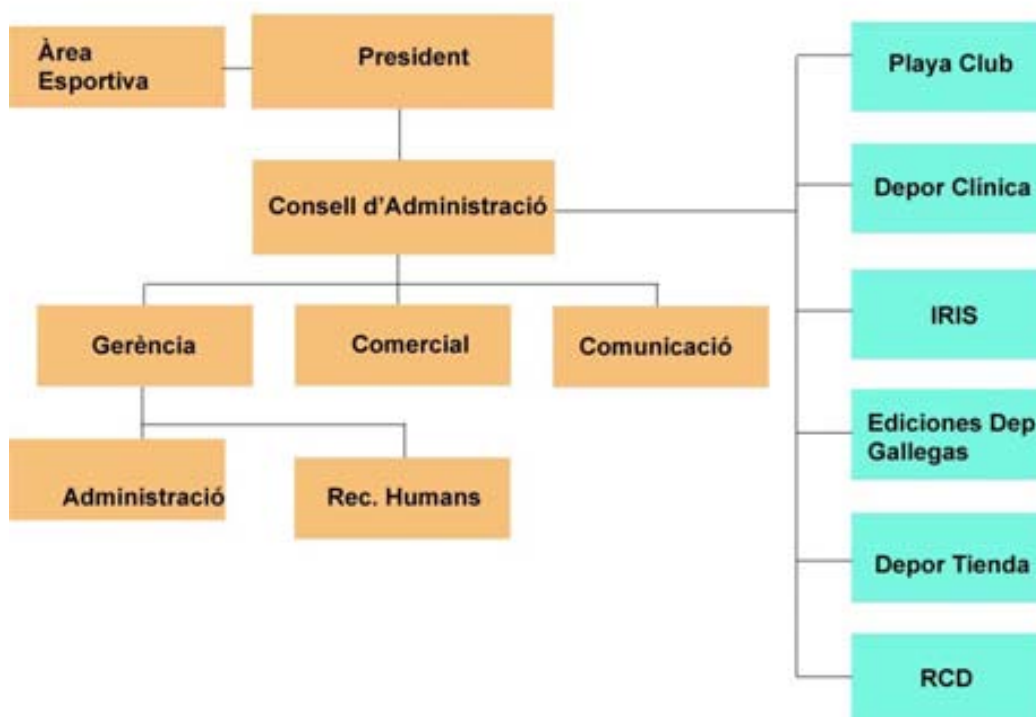 Àrea
Esportiva
President
Consell d'Administració
Gerència
Comercial
Comunicació
Administració
Rec. Humans
Playa Club
Depor Clínica
IRIS
Ediciones Dep
Gallegas
Depor Tienda
RCD